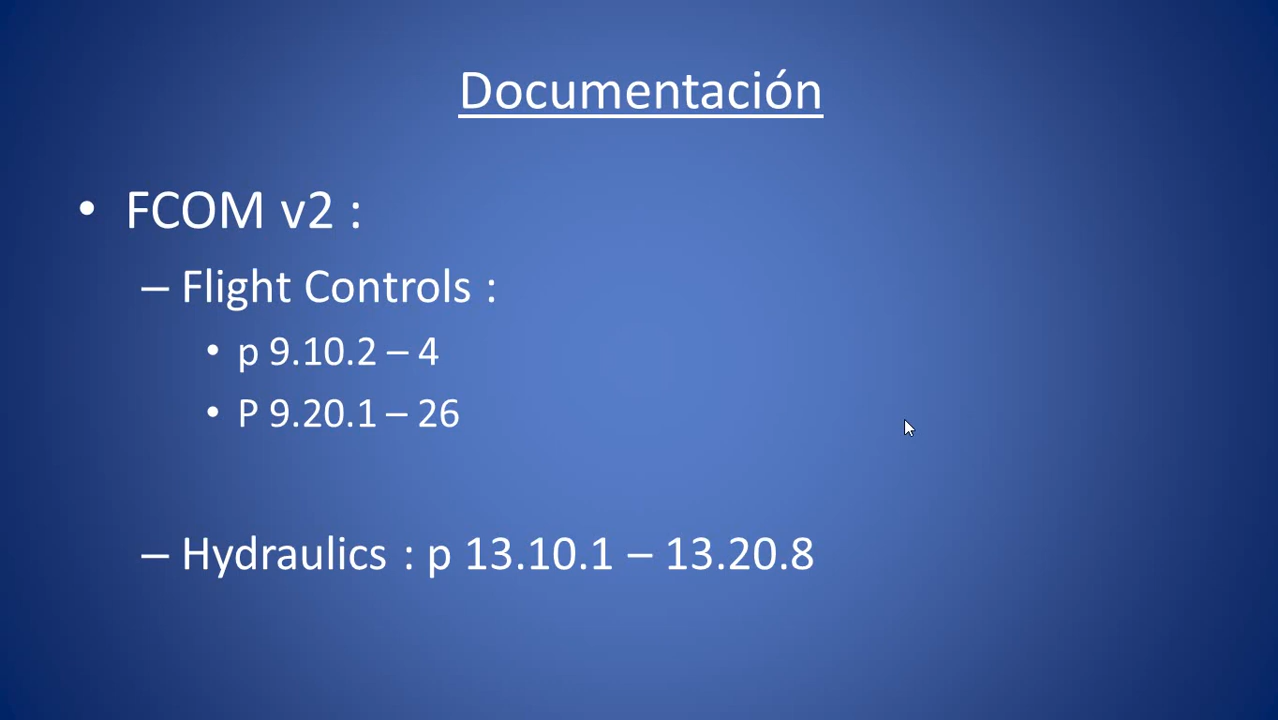 Documentación
• FCOM v2 :
– Flight Controls :
• p 9.10.2 – 4
• P 9.20.1 – 26
– Hydraulics : p 13.10.1 – 13.20.8